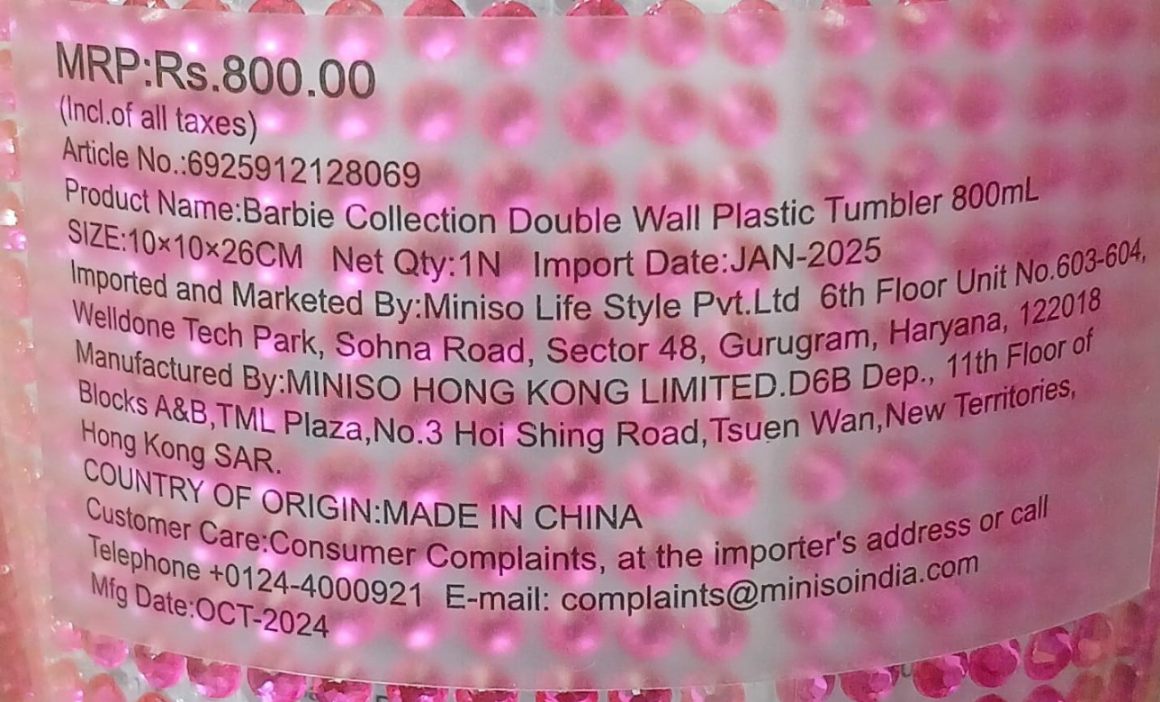 MRP:Rs.800.00
(Incl.of all taxes)
Article No.:6925912128069
Product Name:Barbie Collection Double Wall Plastic Tumbler 800mL
SIZE:10×10×26CM Net Qty:1N Import Date:JAN-2025
Imported and Marketed By:Miniso Life Style Pvt.Ltd 6th Floor Unit No.603-604,
Welldone Tech Park, Sohna Road, Sector 48, Gurugram, Haryana, 122018
Manufactured By:MINISO HONG KONG LIMITED.D6B Dep., 11th Floor of
Blocks A&B,TML Plaza,No.3 Hoi Shing Road,Tsuen Wan,New Territories,
Hong Kong SAR.
COUNTRY OF ORIGIN:MADE IN CHINA
Customer Care:Consumer Complaints, at the importer's address or call
Telephone +0124-4000921 E-mail: complaints@minisoindia.com
Mfg Date:OCT-2024